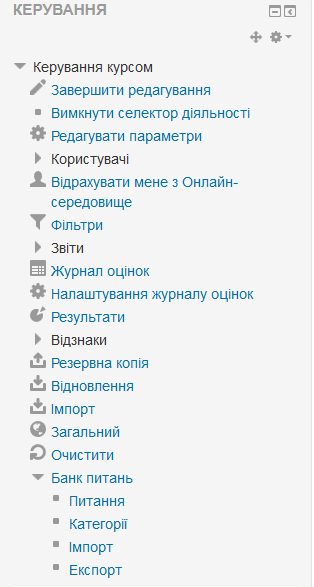 КЕРУВАННЯ
Керування курсом
Завершити редагування
Вимкнути селектор діяльності
Редагувати параметри
Користувачі
Відрахувати мене з Онлайн-
середовище
Фільтри
Звіти
Журнал оцінок
Налаштування журналу оцінок
Результати
Відзнаки
Резервна копія
Відновлення
Імпорт
Загальний
Очистити
Банк питань
Питання
Категорії
Імпорт
Експорт